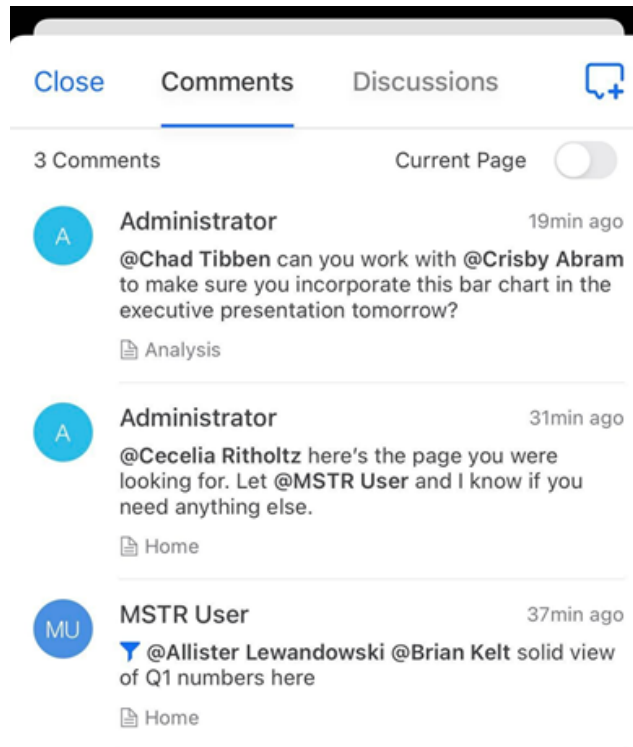 Close Comments Discussions
3 Comments Current Page
A Administrator 19min ago
@Chad Tibben can you work with @Crisby Abram
to make sure you incorporate this bar chart in the
executive presentation tomorrow?
Analysis
A Administrator 31min ago
@Cecelia Ritholtz here's the page you were
looking for. Let @MSTR User and I know if you
need anything else.
Home
MU MSTR User 37min ago
@Allister Lewandowski @Brian Kelt solid view
of Q1 numbers here
Home